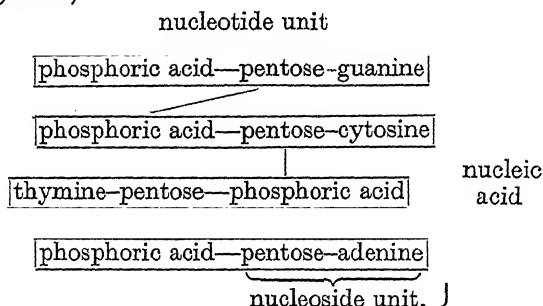 nucleotide unit
phosphoric acid—pentose-guanine
phosphoric acid—pentose–cytosine
thymine–pentose—phosphoric acid
nucleic
acid
phosphoric acid—pentose–adenine
nucleoside unit.